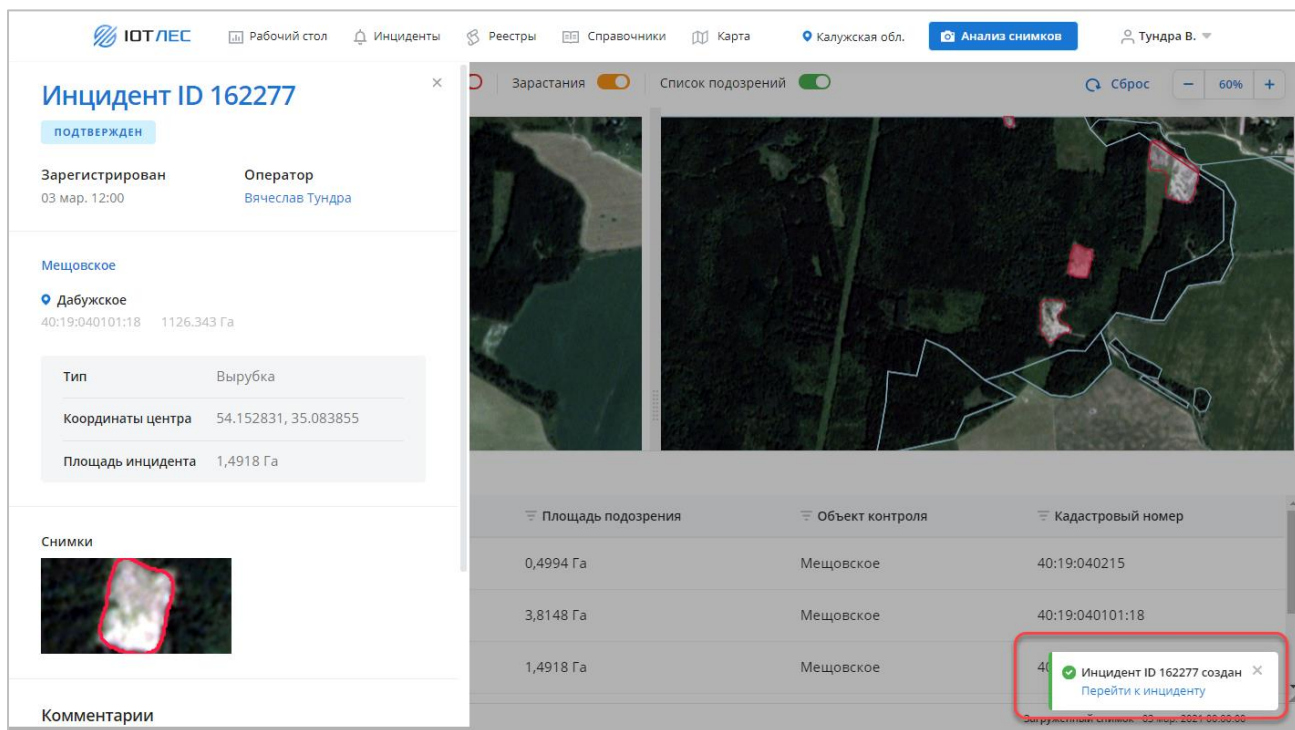 IOT ЛЕС
Рабочий стол
Инциденты
Реестры
Справочники
Карта
Калужская обл.
Анализ снимков
Тундра В.
Инцидент ID 162277
ПОДТВЕРЖДЕН
Зарегистрирован
Оператор
03 мар. 12:00
Вячеслав Тундра
Мещовское
Дабужское
40:19:040101:18 1126.343 Га
Тип Вырубка
Координаты центра 54.152831, 35.083855
Площадь инцидента 1,4918 Га
Снимки
Комментарии
Зарастания
Список подозрений
Сброс
– 60% +
Площадь подозрения Объект контроля Кадастровый номер
0,4994 Га Мещовское 40:19:040215
3,8148 Га Мещовское 40:19:040101:18
1,4918 Га Мещовское
Инцидент ID 162277 создан
Перейти к инциденту